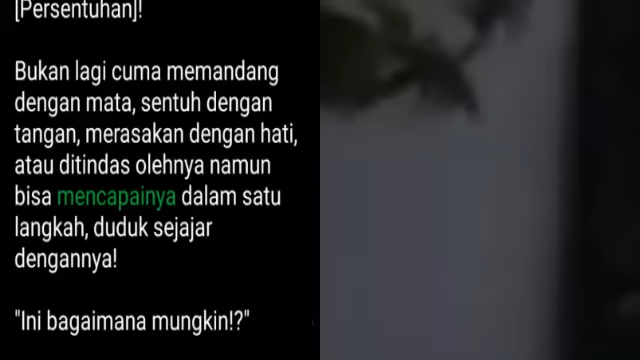 [Persentuhan]!
Bukan lagi cuma memandang
dengan mata, sentuh dengan
tangan, merasakan dengan hati,
atau ditindas olehnya namun
bisa mencapainya dalam satu
langkah, duduk sejajar
dengannya!
"Ini bagaimana mungkin!?"